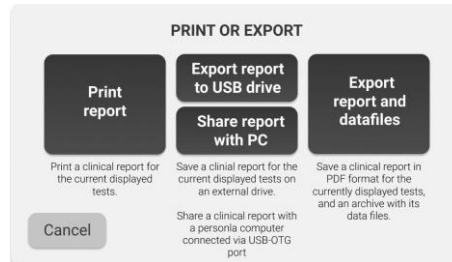 PRINT OR EXPORT
Print
report
Export report
to USB drive
Share report
with PC
Export
report and
datafiles
Print a clinical report for
the current displayed
tests.
Save a clinial report for the
current displayed tests on
an external drive.
Share a clinical report with
a personla computer
connected via USB-OTG
port
Save a clinical report in
PDF format for the
currently displayed tests,
and an archive with its
data files.
Cancel